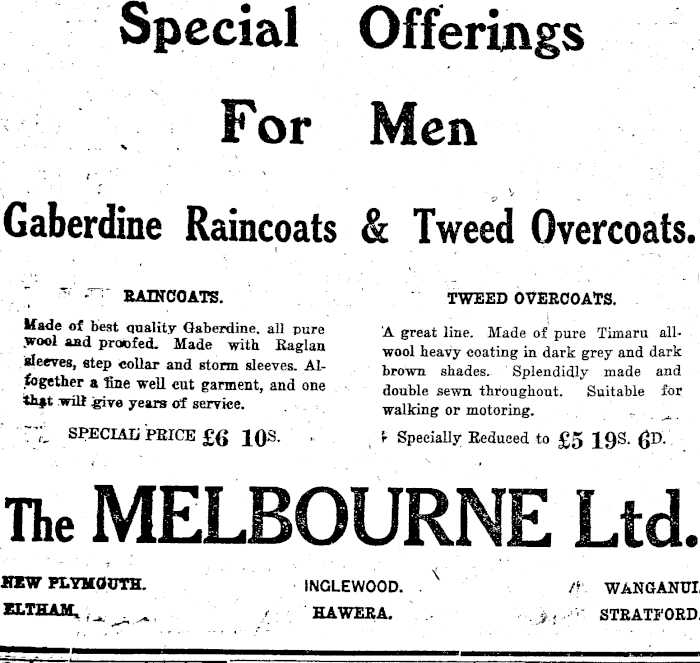 Special Offerings
For Men
Gaberdine Raincoats & Tweed Overcoats.
RAINCOATS.
Made of best quality Gaberdine, all pure
wool and proofed. Made with Raglan
sleeves, step collar and storm sleeves. Al-
together a fine well cut garment, and one
that will give years of service.
SPECIAL PRICE £6 10S.
TWEED OVERCOATS.
A great line. Made of pure Timaru all-
wool heavy coating in dark grey and dark
brown shades. Splendidly made and
double sewn throughout. Suitable for
walking or motoring.
Specially Reduced to £5 19S. 6D.
The MELBOURNE Ltd.
NEW PLYMOUTH. INGLEWOOD. WANGANUI.
ELTHAM. HAWERA. STRATFORD